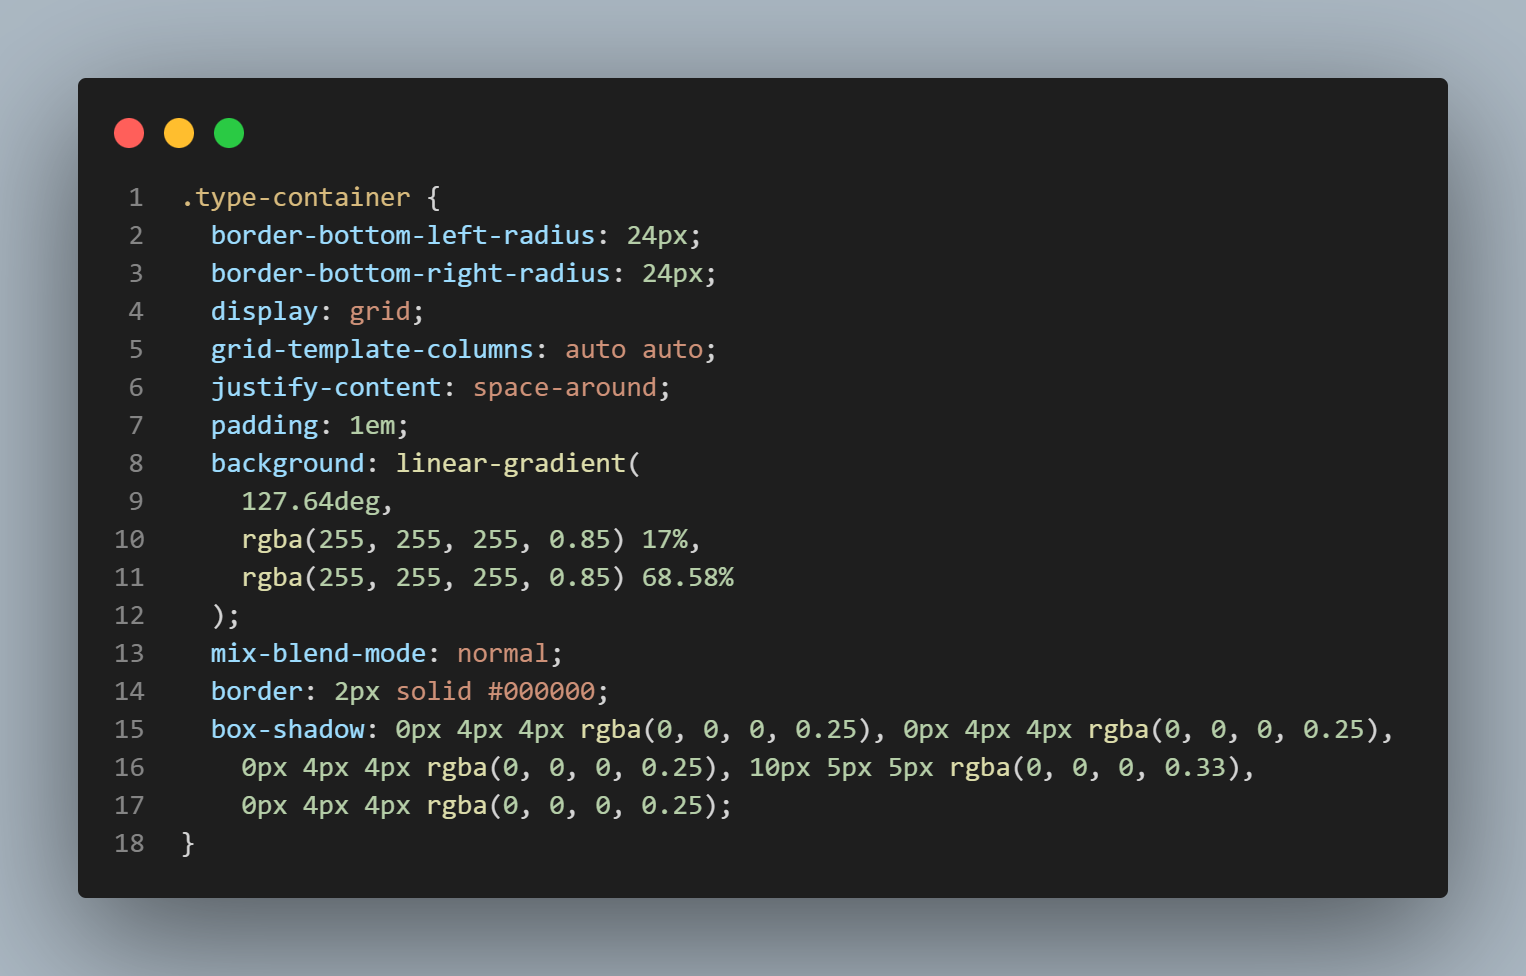 1 .type-container {
2   border-bottom-left-radius: 24px;
3   border-bottom-right-radius: 24px;
4   display: grid;
5   grid-template-columns: auto auto;
6   justify-content: space-around;
7   padding: 1em;
8   background: linear-gradient(
9     127.64deg,
10     rgba(255, 255, 255, 0.85) 17%,
11     rgba(255, 255, 255, 0.85) 68.58%
12   );
13   mix-blend-mode: normal;
14   border: 2px solid #000000;
15   box-shadow: 0px 4px 4px rgba(0, 0, 0, 0.25), 0px 4px 4px rgba(0, 0, 0, 0.25),
16     0px 4px 4px rgba(0, 0, 0, 0.25), 10px 5px 5px rgba(0, 0, 0, 0.33),
17     0px 4px 4px rgba(0, 0, 0, 0.25);
18 }